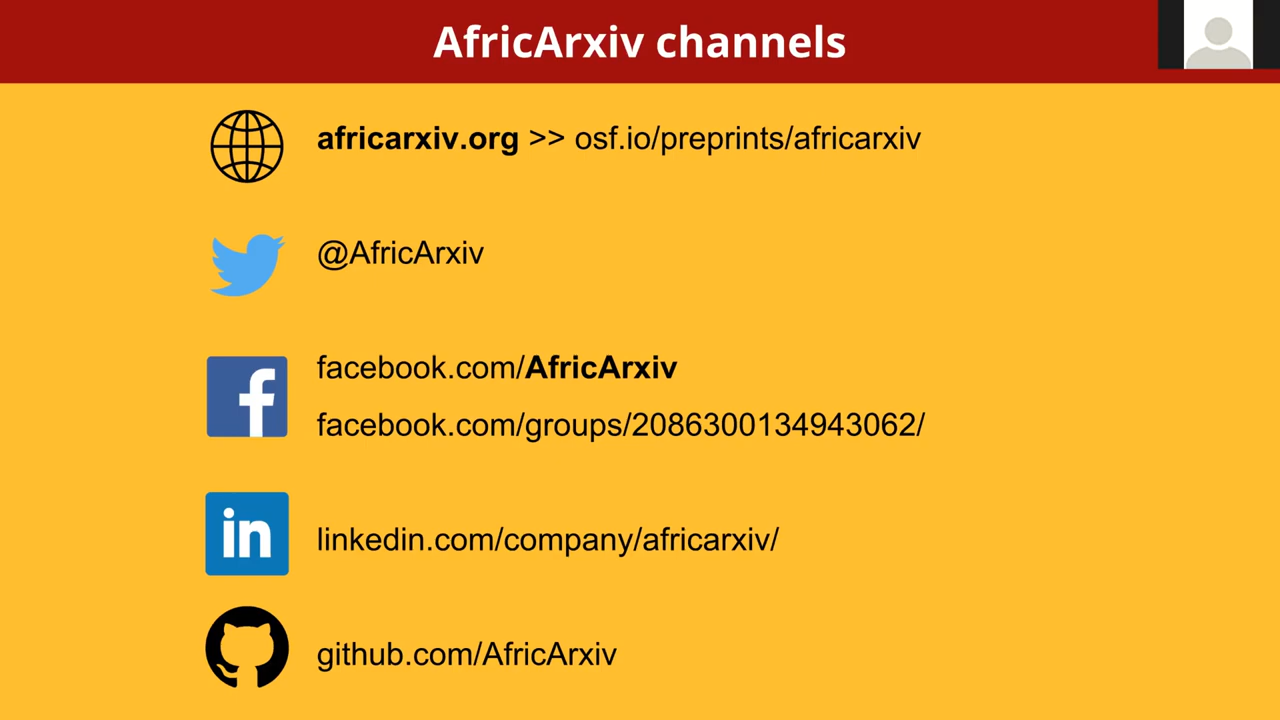 AfricArxiv channels
africarxiv.org >> osf.io/preprints/africarxiv
@AfricArxiv
facebook.com/AfricArxiv
facebook.com/groups/2086300134943062/
in
linkedin.com/company/africarxiv/
github.com/AfricArxiv